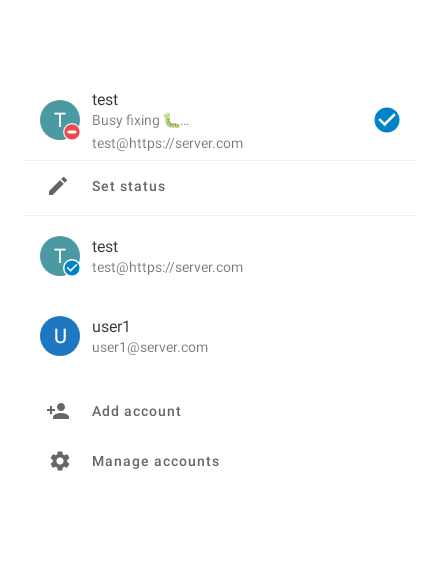 test
T
Busy fixing 🐛…
test@https://server.com
Set status
test
T
test@https://server.com
user1
U
user1@server.com
Add account
Manage accounts